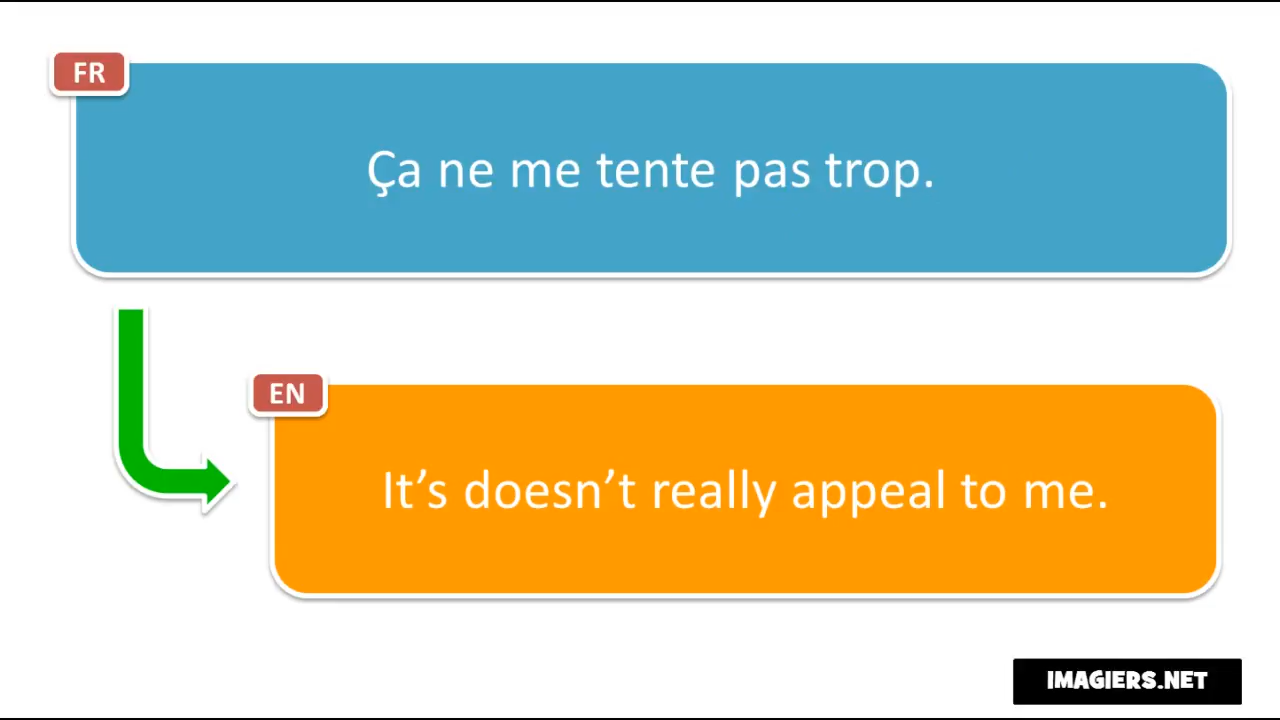 FR
Ça ne me tente pas trop.
EN
It’s doesn’t really appeal to me.
IMAGIERS.NET